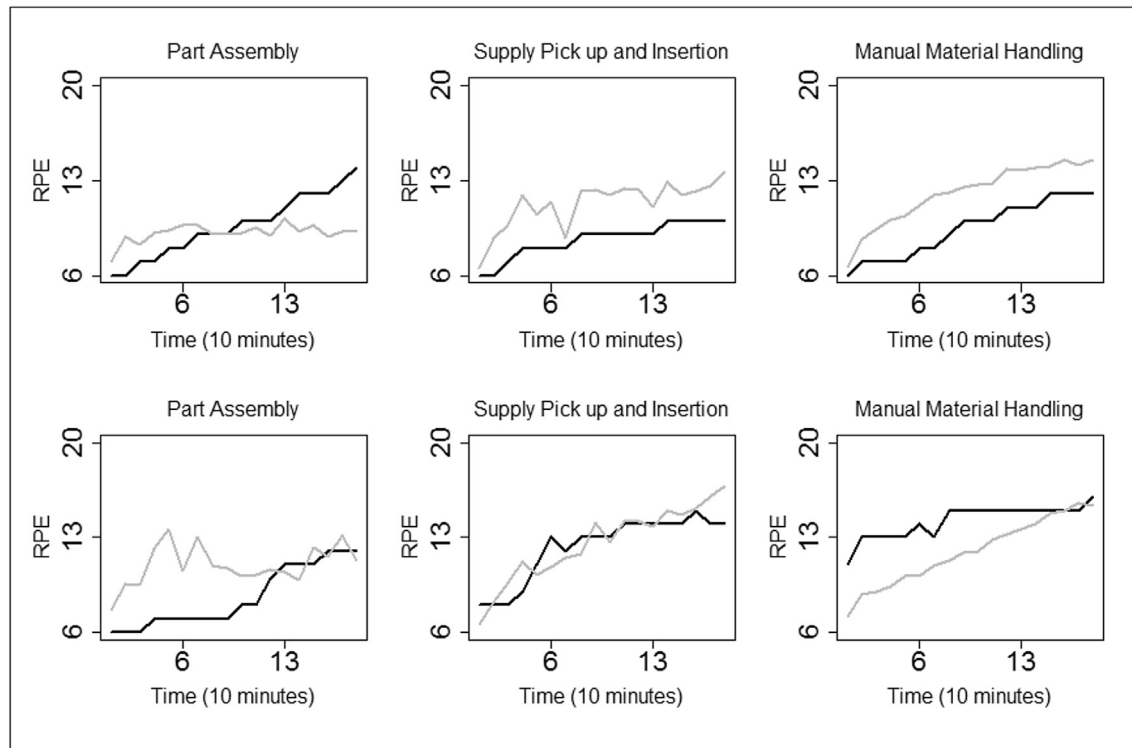 Part Assembly
20
13
6
RPE
6 13
Time (10 minutes)
Supply Pick up and Insertion
20
13
6
RPE
6 13
Time (10 minutes)
Manual Material Handling
20
13
6
RPE
6 13
Time (10 minutes)
Part Assembly
20
13
6
RPE
6 13
Time (10 minutes)
Supply Pick up and Insertion
20
13
6
RPE
6 13
Time (10 minutes)
Manual Material Handling
20
13
6
RPE
6 13
Time (10 minutes)